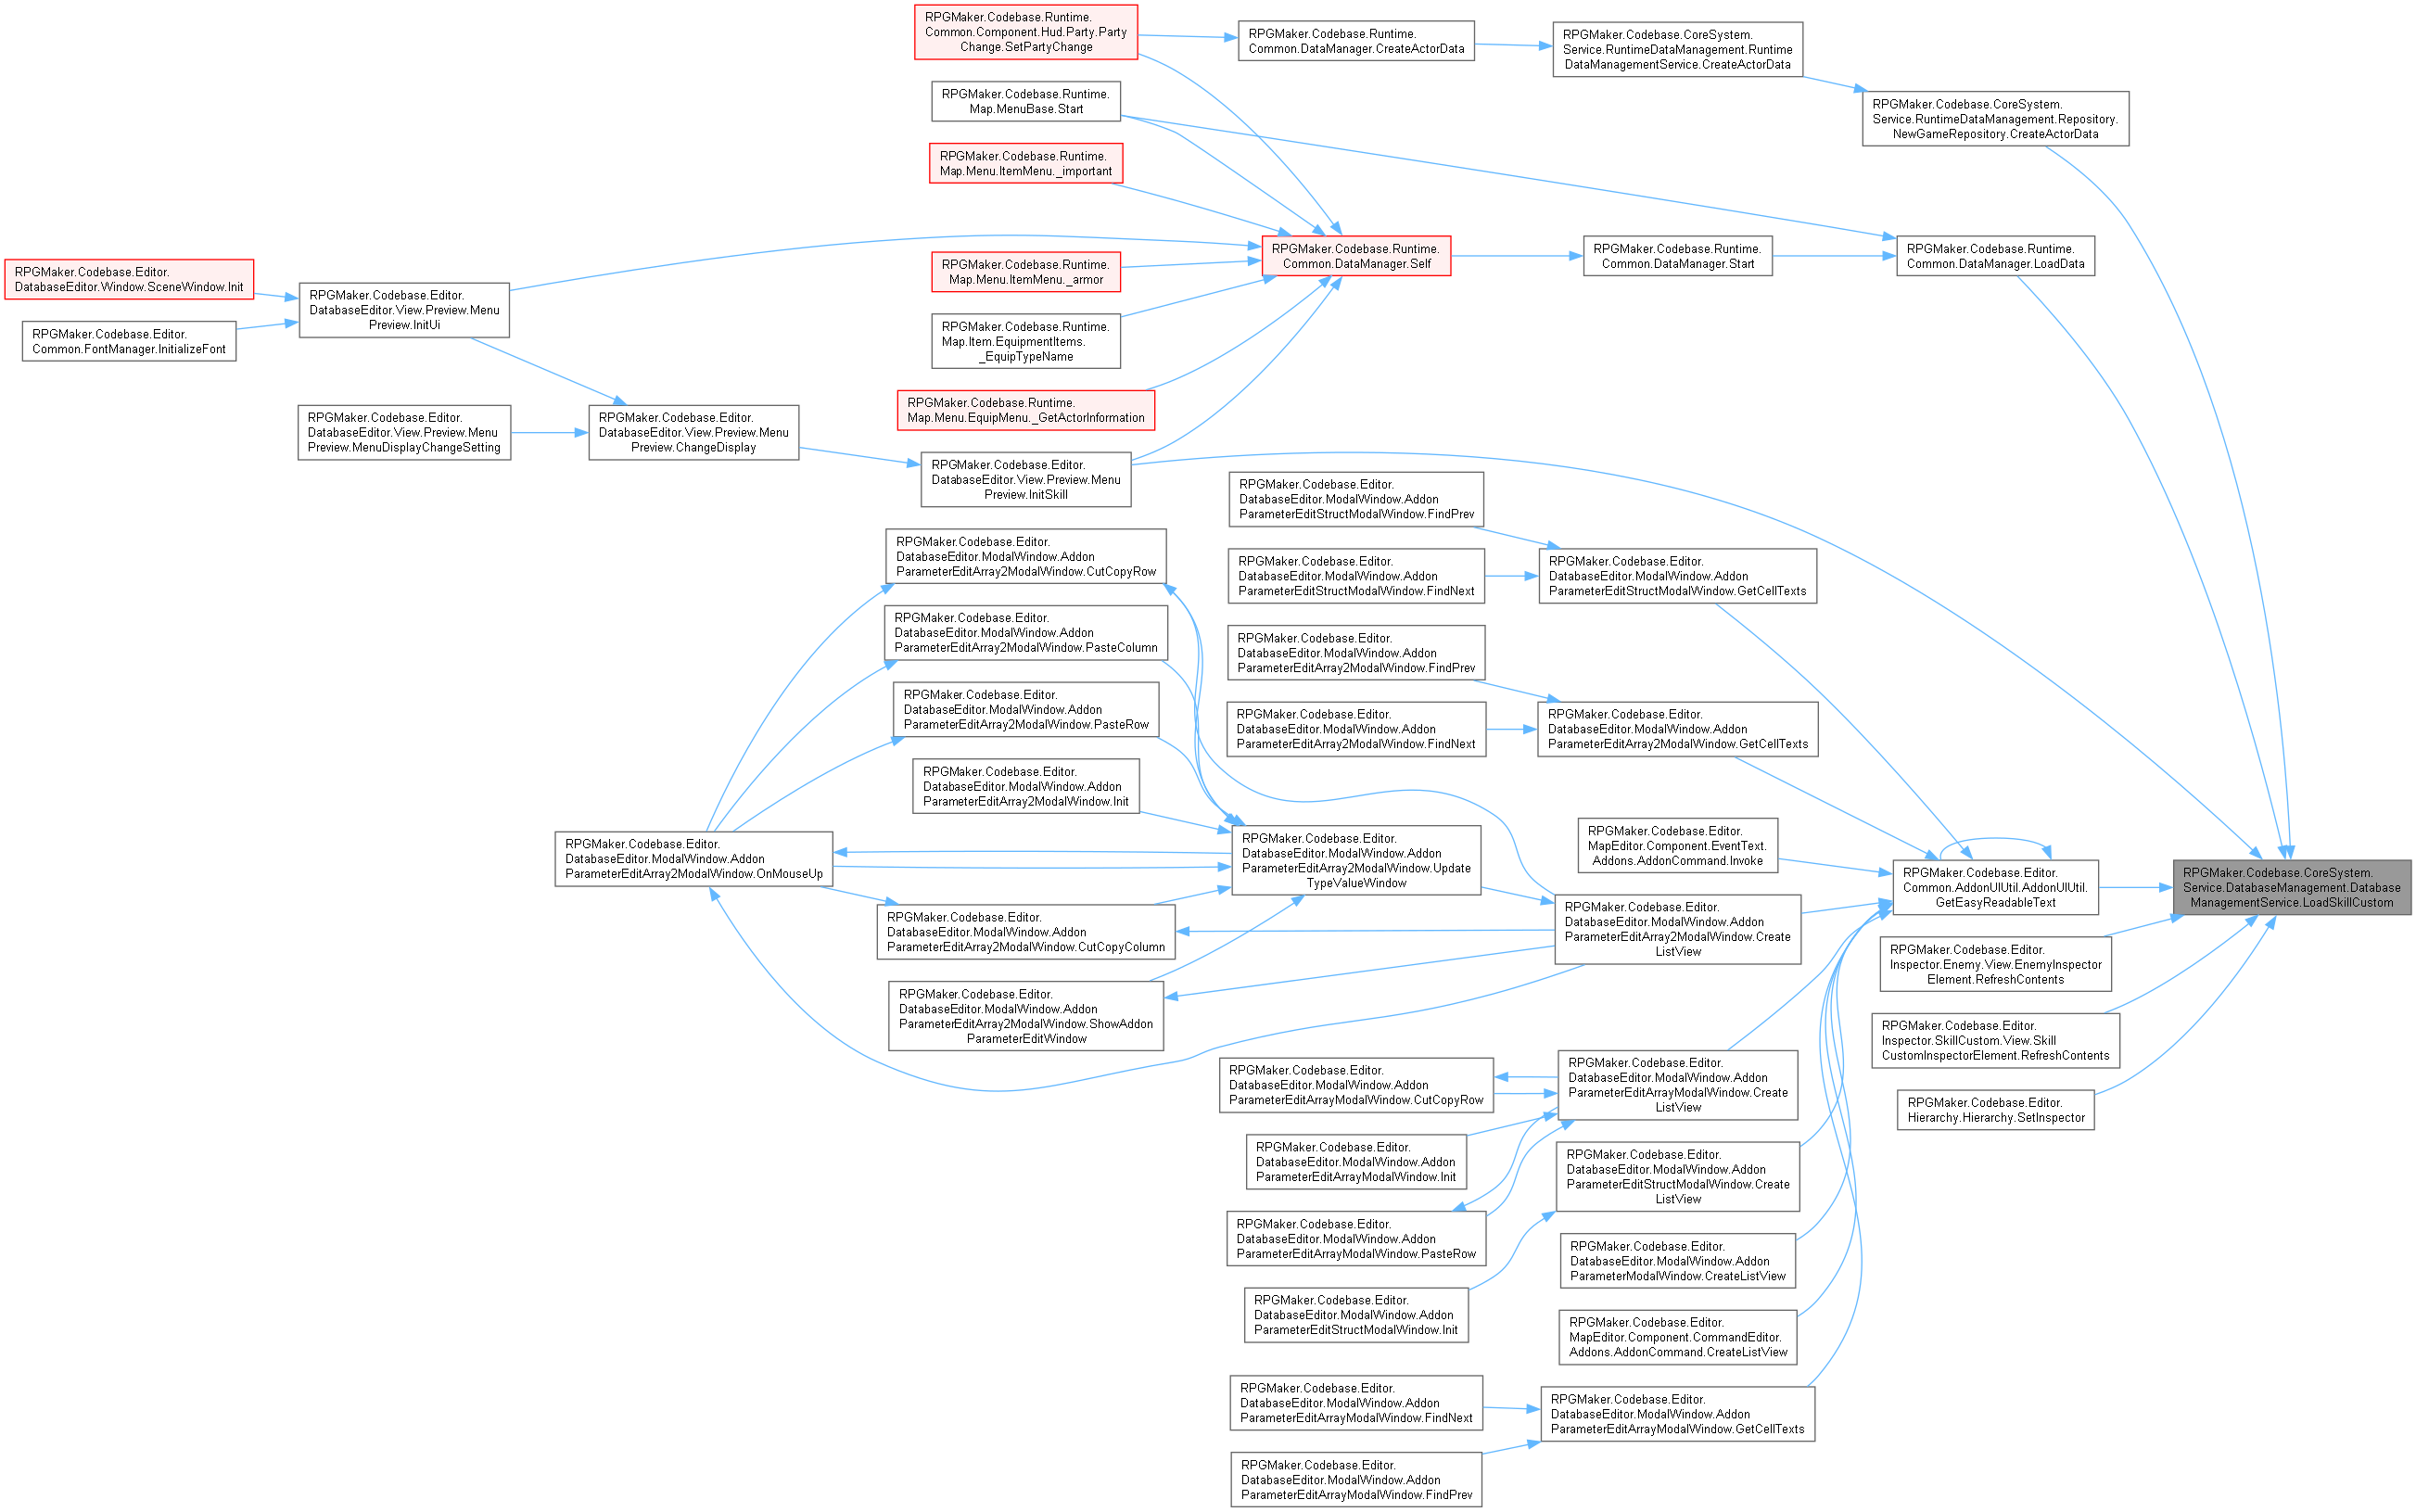 RPGMaker.Codebase.Runtime.
Common.Component.Hud.Party.Party
Change.SetPartyChange
RPGMaker.Codebase.Runtime.
Common.DataManager.CreateActorData
RPGMaker.Codebase.CoreSystem.
Service.RuntimeDataManagement.Runtime
DataManagementService.CreateActorData
RPGMaker.Codebase.Runtime.
Map.MenuBase.Start
RPGMaker.Codebase.CoreSystem.
Service.RuntimeDataManagement.Repository.
NewGameRepository.CreateActorData
RPGMaker.Codebase.Runtime.
Map.Menu.ItemMenu._important
RPGMaker.Codebase.Runtime.
Common.DataManager.Self
RPGMaker.Codebase.Runtime.
Common.DataManager.Start
RPGMaker.Codebase.Runtime.
Common.DataManager.LoadData
RPGMaker.Codebase.Editor.
DatabaseEditor.Window.SceneWindow.Init
RPGMaker.Codebase.Runtime.
Map.Menu.ItemMenu._armor
RPGMaker.Codebase.Editor.
DatabaseEditor.View.Preview.Menu
Preview.InitUi
RPGMaker.Codebase.Editor.
Common.FontManager.InitializeFont
RPGMaker.Codebase.Runtime.
Map.Item.EquipmentItems.
_EquipTypeName
RPGMaker.Codebase.Runtime.
Map.Menu.EquipMenu._GetActorInformation
RPGMaker.Codebase.Editor.
DatabaseEditor.View.Preview.Menu
Preview.MenuDisplayChangeSetting
RPGMaker.Codebase.Editor.
DatabaseEditor.View.Preview.Menu
Preview.ChangeDisplay
RPGMaker.Codebase.Editor.
DatabaseEditor.View.Preview.Menu
Preview.InitSkill
RPGMaker.Codebase.Editor.
DatabaseEditor.ModalWindow.Addon
ParameterEditStructModalWindow.FindPrev
RPGMaker.Codebase.Editor.
DatabaseEditor.ModalWindow.Addon
ParameterEditArray2ModalWindow.CutCopyRow
RPGMaker.Codebase.Editor.
DatabaseEditor.ModalWindow.Addon
ParameterEditStructModalWindow.FindNext
RPGMaker.Codebase.Editor.
DatabaseEditor.ModalWindow.Addon
ParameterEditStructModalWindow.GetCellTexts
RPGMaker.Codebase.Editor.
DatabaseEditor.ModalWindow.Addon
ParameterEditArray2ModalWindow.PasteColumn
RPGMaker.Codebase.Editor.
DatabaseEditor.ModalWindow.Addon
ParameterEditArray2ModalWindow.FindPrev
RPGMaker.Codebase.Editor.
DatabaseEditor.ModalWindow.Addon
ParameterEditArray2ModalWindow.PasteRow
RPGMaker.Codebase.Editor.
DatabaseEditor.ModalWindow.Addon
ParameterEditArray2ModalWindow.FindNext
RPGMaker.Codebase.Editor.
DatabaseEditor.ModalWindow.Addon
ParameterEditArray2ModalWindow.GetCellTexts
RPGMaker.Codebase.Editor.
DatabaseEditor.ModalWindow.Addon
ParameterEditArray2ModalWindow.Init
RPGMaker.Codebase.Editor.
DatabaseEditor.ModalWindow.Addon
ParameterEditArray2ModalWindow.OnMouseUp
RPGMaker.Codebase.Editor.
DatabaseEditor.ModalWindow.Addon
ParameterEditArray2ModalWindow.Update
TypeValueWindow
RPGMaker.Codebase.Editor.
MapEditor.Component.EventText.
Addons.AddonCommand.Invoke
RPGMaker.Codebase.Editor.
Common.AddonUIUtil.AddonUIUtil.
GetEasyReadableText
RPGMaker.Codebase.CoreSystem.
Service.DatabaseManagement.Database
ManagementService.LoadSkillCustom
RPGMaker.Codebase.Editor.
DatabaseEditor.ModalWindow.Addon
ParameterEditArray2ModalWindow.CutCopyColumn
RPGMaker.Codebase.Editor.
DatabaseEditor.ModalWindow.Addon
ParameterEditArray2ModalWindow.Create
ListView
RPGMaker.Codebase.Editor.
Inspector.Enemy.View.EnemyInspector
Element.RefreshContents
RPGMaker.Codebase.Editor.
DatabaseEditor.ModalWindow.Addon
ParameterEditArray2ModalWindow.ShowAddon
ParameterEditWindow
RPGMaker.Codebase.Editor.
Inspector.SkillCustom.View.Skill
CustomInspectorElement.RefreshContents
RPGMaker.Codebase.Editor.
DatabaseEditor.ModalWindow.Addon
ParameterEditArrayModalWindow.CutCopyRow
RPGMaker.Codebase.Editor.
DatabaseEditor.ModalWindow.Addon
ParameterEditArrayModalWindow.Create
ListView
RPGMaker.Codebase.Editor.
Hierarchy.Hierarchy.SetInspector
RPGMaker.Codebase.Editor.
DatabaseEditor.ModalWindow.Addon
ParameterEditArrayModalWindow.Init
RPGMaker.Codebase.Editor.
DatabaseEditor.ModalWindow.Addon
ParameterEditStructModalWindow.Create
ListView
RPGMaker.Codebase.Editor.
DatabaseEditor.ModalWindow.Addon
ParameterEditArrayModalWindow.PasteRow
RPGMaker.Codebase.Editor.
DatabaseEditor.ModalWindow.Addon
ParameterModalWindow.CreateListView
RPGMaker.Codebase.Editor.
DatabaseEditor.ModalWindow.Addon
ParameterEditStructModalWindow.Init
RPGMaker.Codebase.Editor.
MapEditor.Component.CommandEditor.
Addons.AddonCommand.CreateListView
RPGMaker.Codebase.Editor.
DatabaseEditor.ModalWindow.Addon
ParameterEditArrayModalWindow.FindNext
RPGMaker.Codebase.Editor.
DatabaseEditor.ModalWindow.Addon
ParameterEditArrayModalWindow.GetCellTexts
RPGMaker.Codebase.Editor.
DatabaseEditor.ModalWindow.Addon
ParameterEditArrayModalWindow.FindPrev